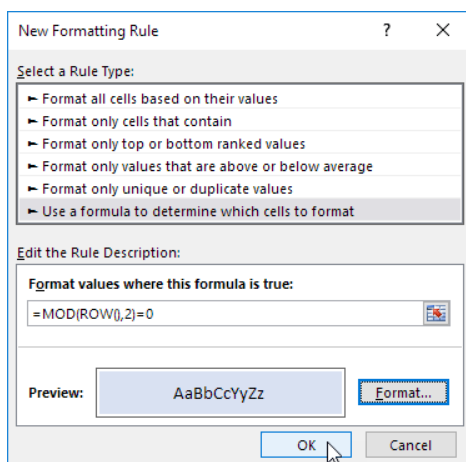 New Formatting Rule ? ×
Select a Rule Type:
► Format all cells based on their values
► Format only cells that contain
► Format only top or bottom ranked values
► Format only values that are above or below average
► Format only unique or duplicate values
► Use a formula to determine which cells to format
Edit the Rule Description:
Format values where this formula is true:
=MOD(ROW(),2)=0
Preview: AaBbCcYyZz Format...
OK Cancel